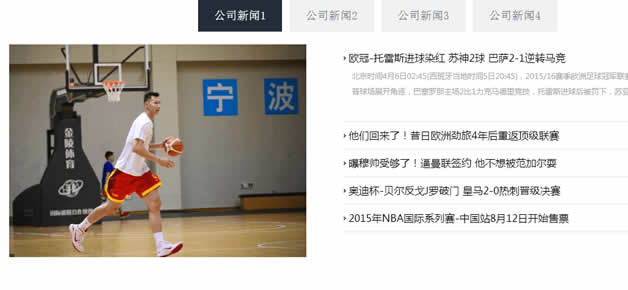 公司新闻1
公司新闻2
公司新闻3
公司新闻4
宁 波
金陵体育
欧冠-托雷斯进球染红 苏神2球 巴萨2-1逆转马竞
北京时间4月6日02:45(西班牙当地时间5日20:45)，2015/16赛季欧洲足球冠军联赛
首球场展开角逐，巴塞罗那主场2比1力克马德里竞技，托雷斯进球后被罚下，苏亚
他们回来了！昔日欧洲劲旅4年后重返顶级联赛
曝穆帅受够了！逼曼联签约 他不想被范加尔耍
奥迪杯-贝尔反戈J罗破门 皇马2-0热刺晋级决赛
2015年NBA国际系列赛-中国站8月12日开始售票